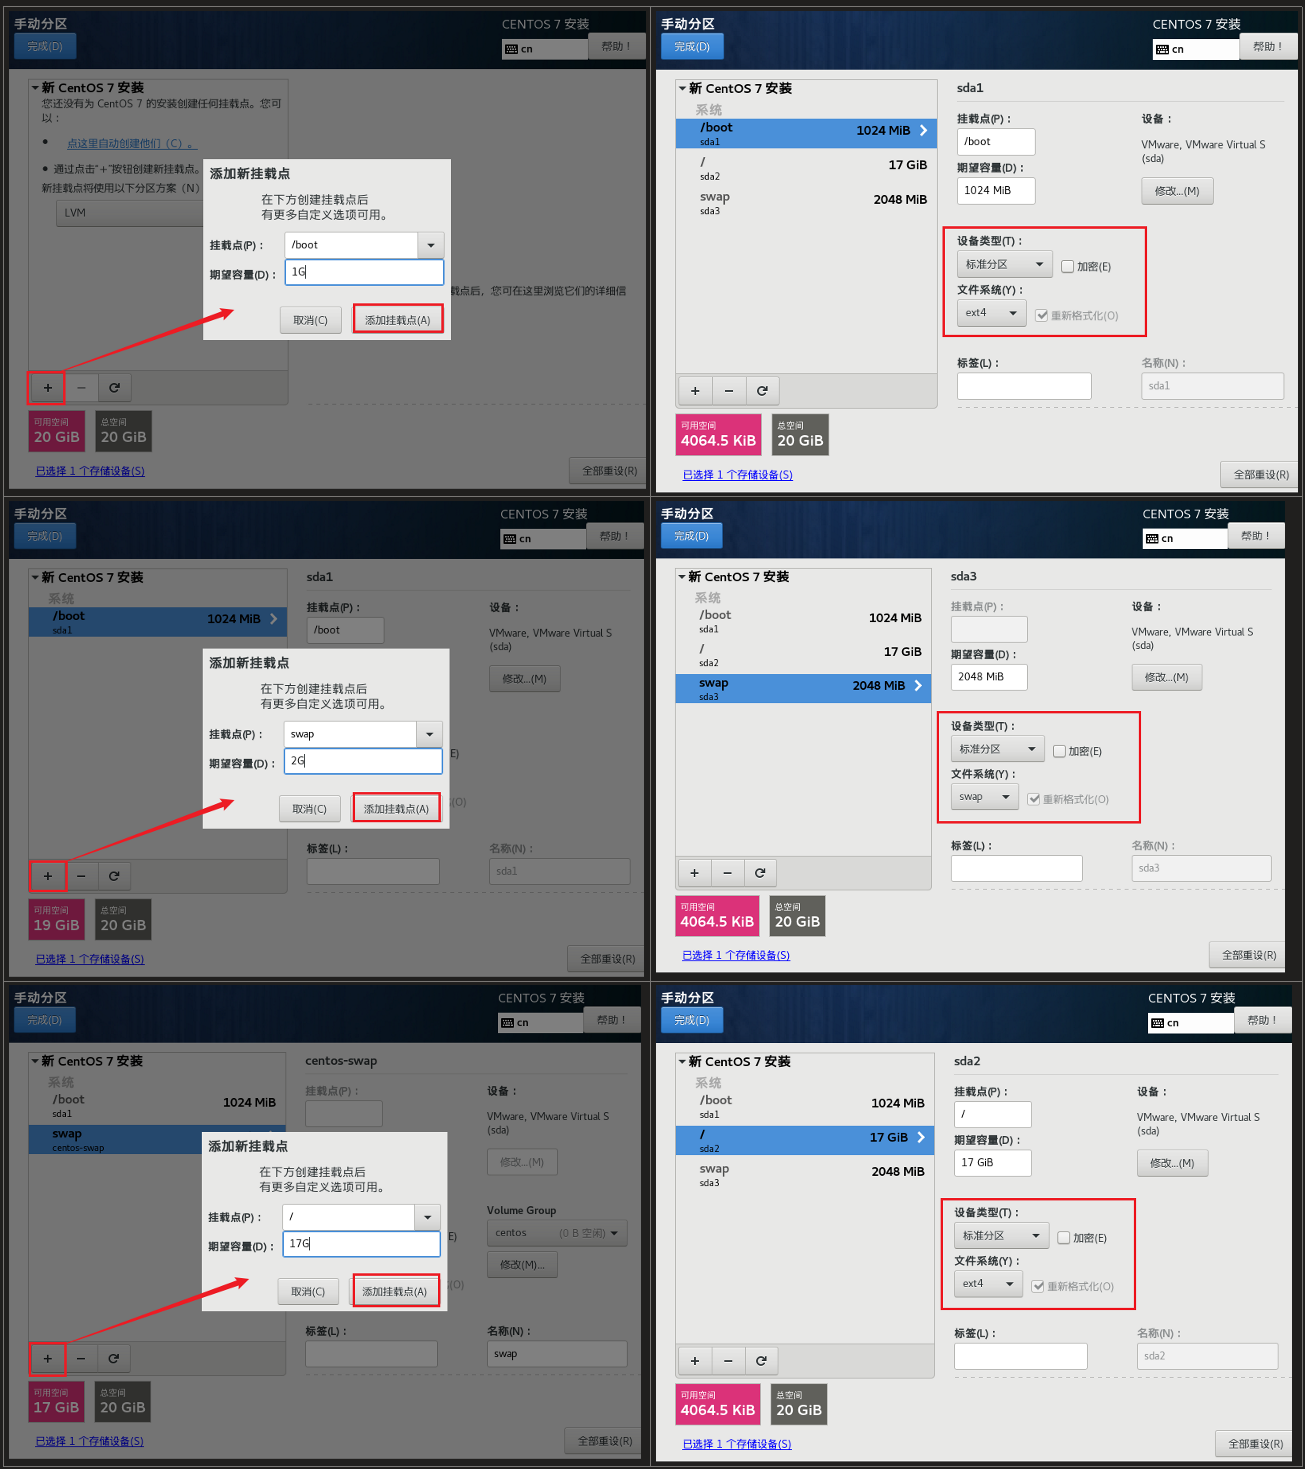 手动分区
CENTOS 7 安装
完成(D)
cn
帮助！
新 CentOS 7 安装
您还没有为 CentOS 7 的安装创建任何挂载点。您可
以：
点这里自动创建他们（C）。
通过点击"+"按钮创建新挂载点。
新挂载点将使用以下分区方案（N）
LVM
添加新挂载点
在下方创建挂载点后
有更多自定义选项可用。
挂载点(P)：
/boot
期望容量(D)：
1G
取消(C)
添加挂载点(A)
载点后，您可在这里浏览它们的详细信
+ −
可用空间
20 GiB
总空间
20 GiB
已选择 1 个存储设备(S)
全部重设(R)
手动分区
CENTOS 7 安装
完成(D)
cn
帮助！
新 CentOS 7 安装
系统
/boot
sda1
1024 MiB
/
sda2
17 GiB
swap
sda3
2048 MiB
+ −
可用空间
4064.5 KiB
总空间
20 GiB
已选择 1 个存储设备(S)
sda1
挂载点(P)：
/boot
期望容量(D)：
1024 MiB
设备：
VMware, VMware Virtual S
(sda)
修改...(M)
设备类型(T)：
标准分区
加密(E)
文件系统(Y)：
ext4
重新格式化(O)
标签(L)：
名称(N)：
sda1
全部重设(R)
手动分区
CENTOS 7 安装
完成(D)
cn
帮助！
新 CentOS 7 安装
系统
/boot
sda1
1024 MiB
sda1
挂载点(P)：
/boot
设备：
VMware, VMware Virtual S
(sda)
修改...(M)
添加新挂载点
在下方创建挂载点后
有更多自定义选项可用。
挂载点(P)：
swap
期望容量(D)：
2G
取消(C)
添加挂载点(A)
E)
(O)
标签(L)：
名称(N)：
sda1
+ −
可用空间
19 GiB
总空间
20 GiB
已选择 1 个存储设备(S)
全部重设(R)
手动分区
CENTOS 7 安装
完成(D)
cn
帮助！
新 CentOS 7 安装
系统
/boot
sda1
1024 MiB
/
sda2
17 GiB
swap
sda3
2048 MiB
+ −
可用空间
4064.5 KiB
总空间
20 GiB
已选择 1 个存储设备(S)
sda3
挂载点(P)：
期望容量(D)：
2048 MiB
设备：
VMware, VMware Virtual S
(sda)
修改...(M)
设备类型(T)：
标准分区
加密(E)
文件系统(Y)：
swap
重新格式化(O)
标签(L)：
名称(N)：
sda3
全部重设(R)
手动分区
CENTOS 7 安装
完成(D)
cn
帮助！
新 CentOS 7 安装
系统
/boot
sda1
1024 MiB
swap
centos-swap
centos-swap
挂载点(P)：
设备：
VMware, VMware Virtual S
(sda)
修改...(M)
添加新挂载点
在下方创建挂载点后
有更多自定义选项可用。
挂载点(P)：
/
期望容量(D)：
17G
取消(C)
添加挂载点(A)
Volume Group
centos (0 B 空闲)
修改(M)...
E)
(O)
标签(L)：
名称(N)：
swap
+ −
可用空间
17 GiB
总空间
20 GiB
已选择 1 个存储设备(S)
全部重设(R)
手动分区
CENTOS 7 安装
完成(D)
cn
帮助！
新 CentOS 7 安装
系统
/boot
sda1
1024 MiB
/
sda2
17 GiB
swap
sda3
2048 MiB
+ −
可用空间
4064.5 KiB
总空间
20 GiB
已选择 1 个存储设备(S)
sda2
挂载点(P)：
/
期望容量(D)：
17 GiB
设备：
VMware, VMware Virtual S
(sda)
修改...(M)
设备类型(T)：
标准分区
加密(E)
文件系统(Y)：
ext4
重新格式化(O)
标签(L)：
名称(N)：
sda2
全部重设(R)